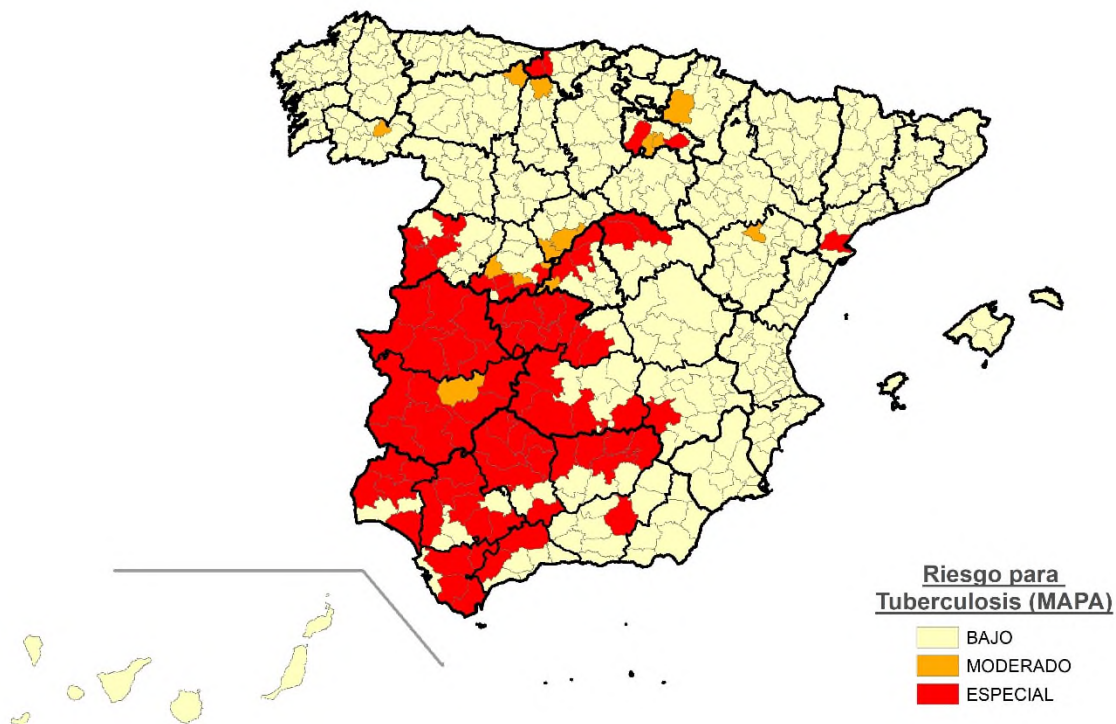 Riesgo para
Tuberculosis (MAPA)
BAJO
MODERADO
ESPECIAL